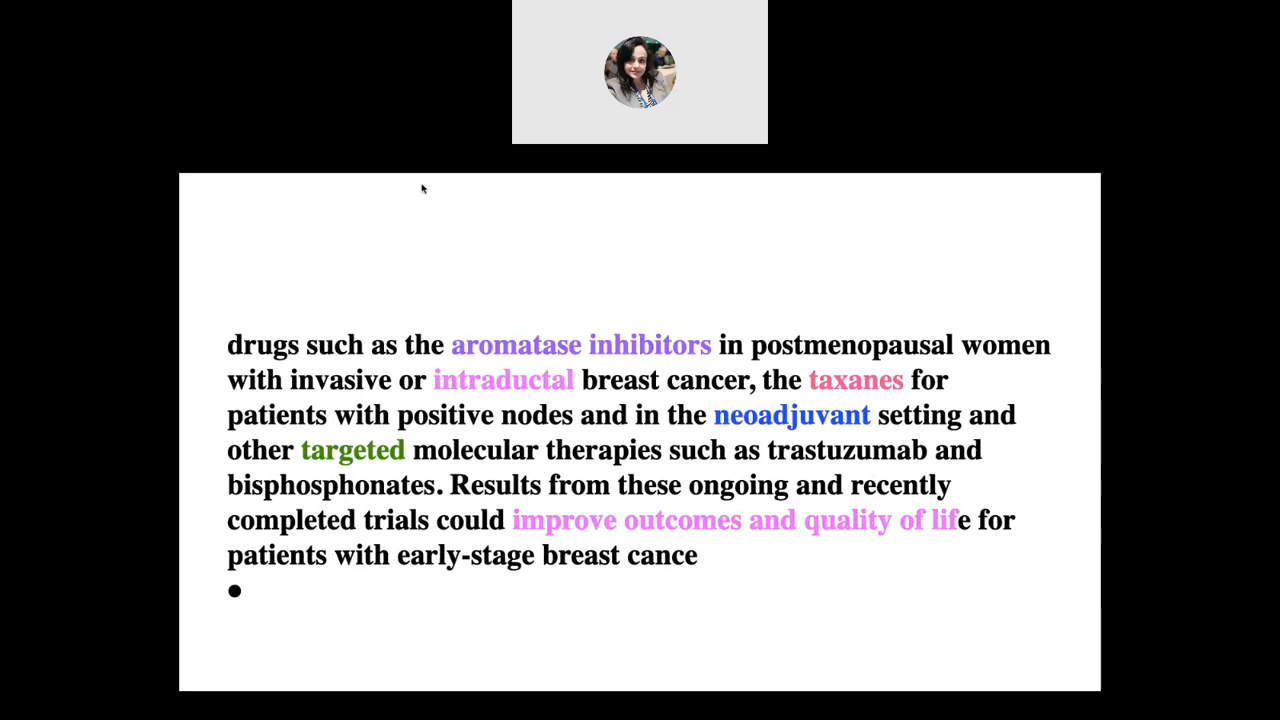 drugs such as the aromatase inhibitors in postmenopausal women
with invasive or intraductal breast cancer, the taxanes for
patients with positive nodes and in the neoadjuvant setting and
other targeted molecular therapies such as trastuzumab and
bisphosphonates. Results from these ongoing and recently
completed trials could improve outcomes and quality of life for
patients with early-stage breast cance